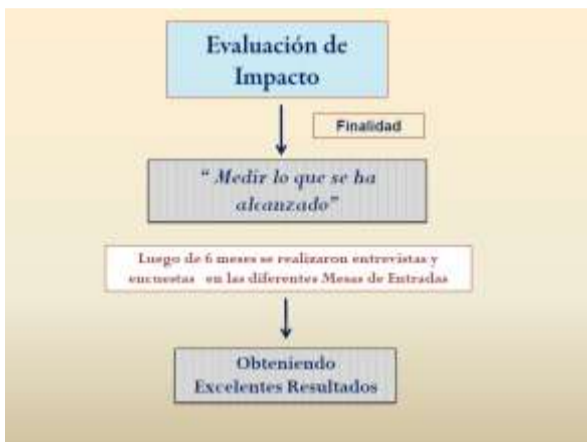 Evaluación de
Impacto
Finalidad
“ Medir lo que se ha
alcanzado”
Luego de 6 meses se realizaron entrevistas y
encuestas en las diferentes Mesas de Entradas
Obteniendo
Excelentes Resultados